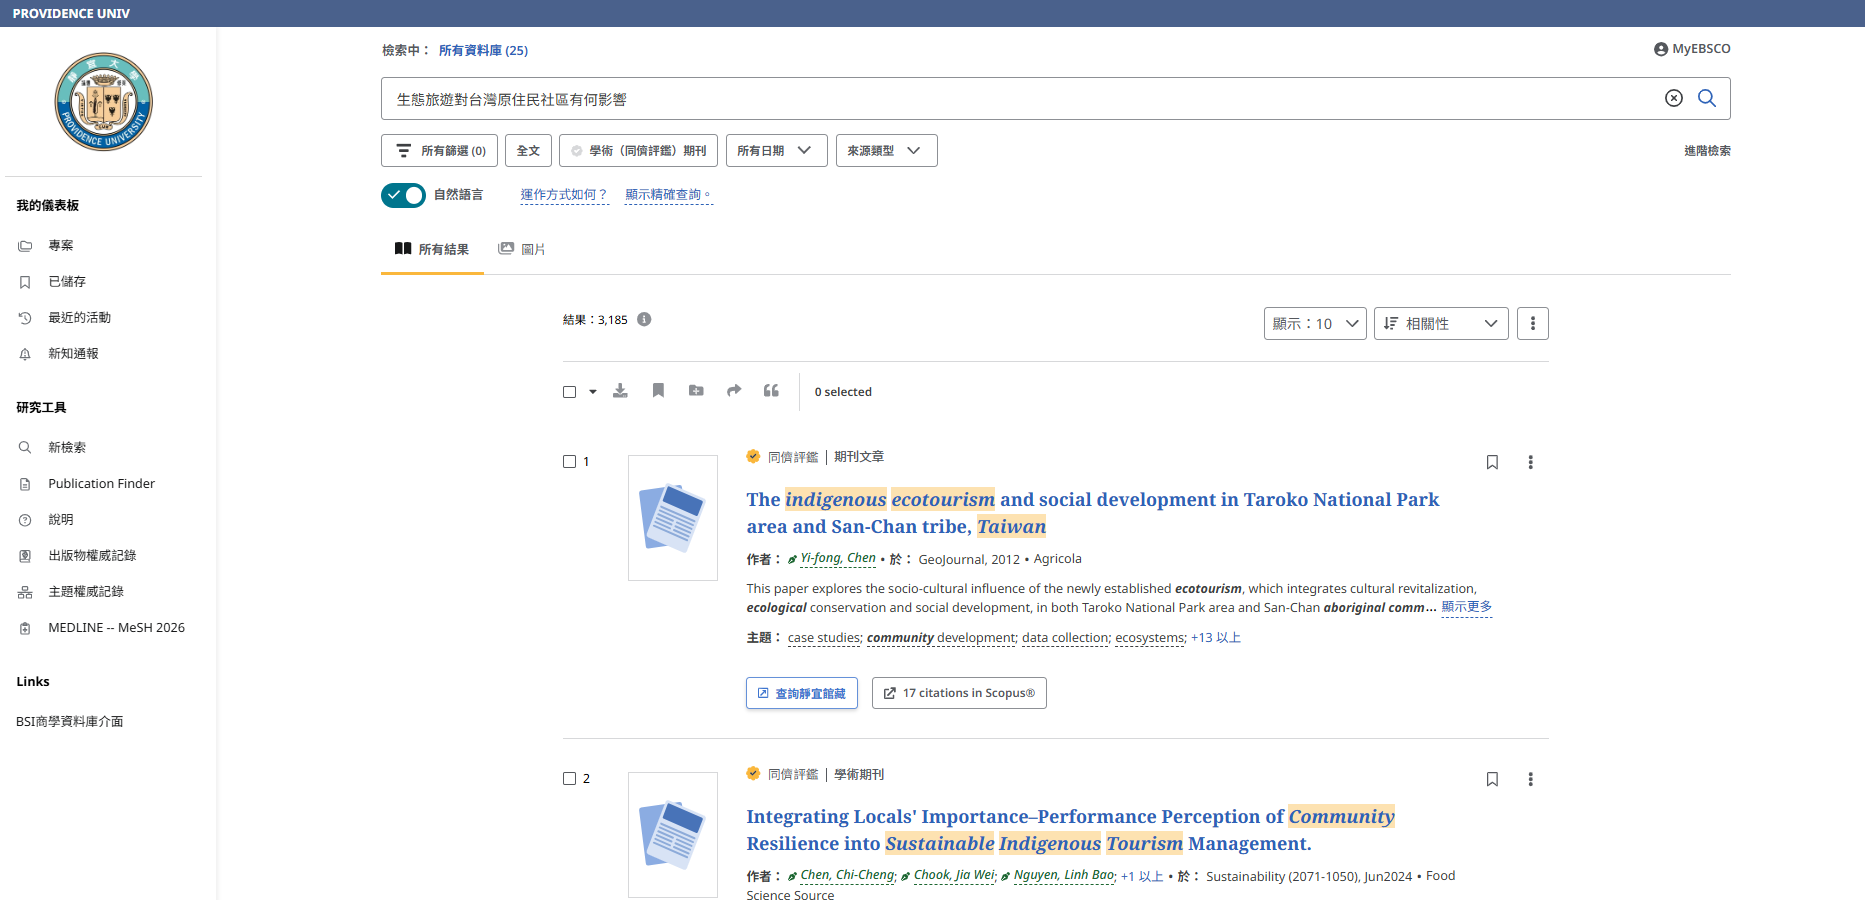 PROVIDENCE UNIV
靜宜大學
PROVIDENCE UNIVERSITY
我的儀表板
專案
已儲存
最近的活動
新知通報
研究工具
新檢索
Publication Finder
說明
出版物權威記錄
主題權威記錄
MEDLINE -- MeSH 2026
Links
BSI商學資料庫介面
檢索中： 所有資料庫 (25)
MyEBSCO
生態旅遊對台灣原住民社區有何影響
所有篩選 (0) 全文 學術（同儕評鑑）期刊 所有日期 來源類型 進階檢索
自然語言 運作方式如何？ 顯示精確查詢。
所有結果 圖片
結果：3,185 顯示：10 相關性
0 selected
1 同儕評鑑 | 期刊文章
The indigenous ecotourism and social development in Taroko National Park
area and San-Chan tribe, Taiwan
作者： Yi-fong, Chen • 於： GeoJournal, 2012 • Agricola
This paper explores the socio-cultural influence of the newly established ecotourism, which integrates cultural revitalization,
ecological conservation and social development, in both Taroko National Park area and San-Chan aboriginal comm... 顯示更多
主題： case studies; community development; data collection; ecosystems; +13 以上
查詢靜宜館藏 17 citations in Scopus®
2 同儕評鑑 | 學術期刊
Integrating Locals' Importance–Performance Perception of Community
Resilience into Sustainable Indigenous Tourism Management.
作者： Chen, Chi-Cheng; Chook, Jia Wei; Nguyen, Linh Bao; +1 以上 • 於： Sustainability (2071-1050), Jun2024 • Food
Science Source